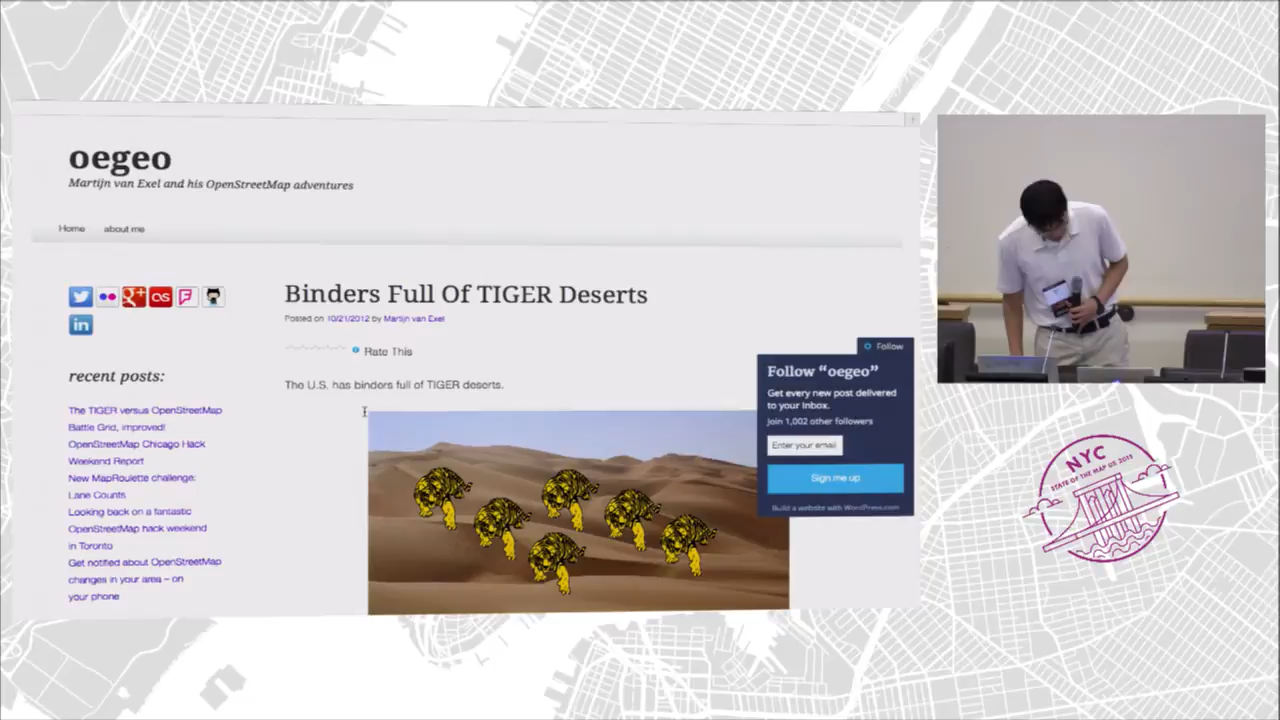 oegeo
Martijn van Exel and his OpenStreetMap adventures
Home
about me
Binders Full Of TIGER Deserts
Posted on 10/21/2012 by Martijn van Exel
Rate This
The U.S. has binders full of TIGER deserts.
recent posts:
The TIGER versus OpenStreetMap
Battle Grid, improved!
OpenStreetMap Chicago Hack
Weekend Report
New MapRoulette challenge:
Lane Counts
Looking back on a fantastic
OpenStreetMap hack weekend
in Toronto
Get notified about OpenStreetMap
changes in your area – on
your phone
Follow
Follow “oegeo”
Get every new post delivered
to your Inbox.
Join 1,002 other followers
Enter your email
Sign me up
Build a website with WordPress.com
NYC
STATE OF THE MAP US 2015